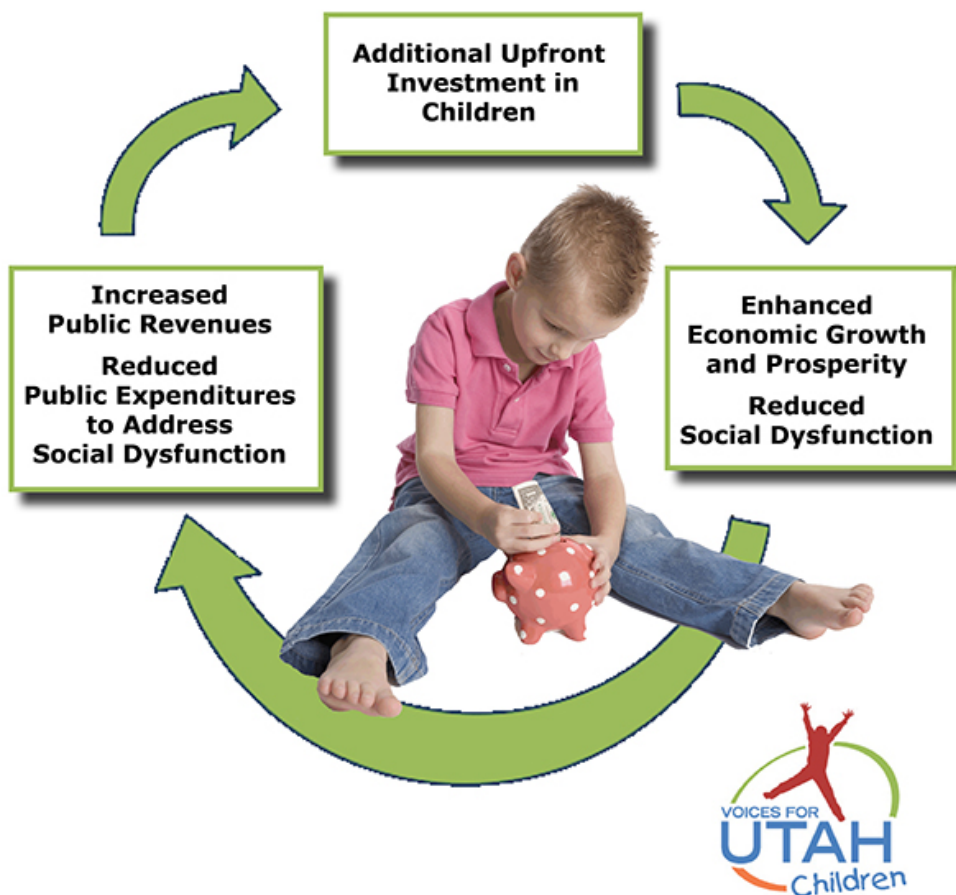 Additional Upfront
Investment in
Children
Increased
Public Revenues
Reduced
Public Expenditures
to Address
Social Dysfunction
Enhanced
Economic Growth
and Prosperity
Reduced
Social Dysfunction
VOICES FOR
UTAH
Children